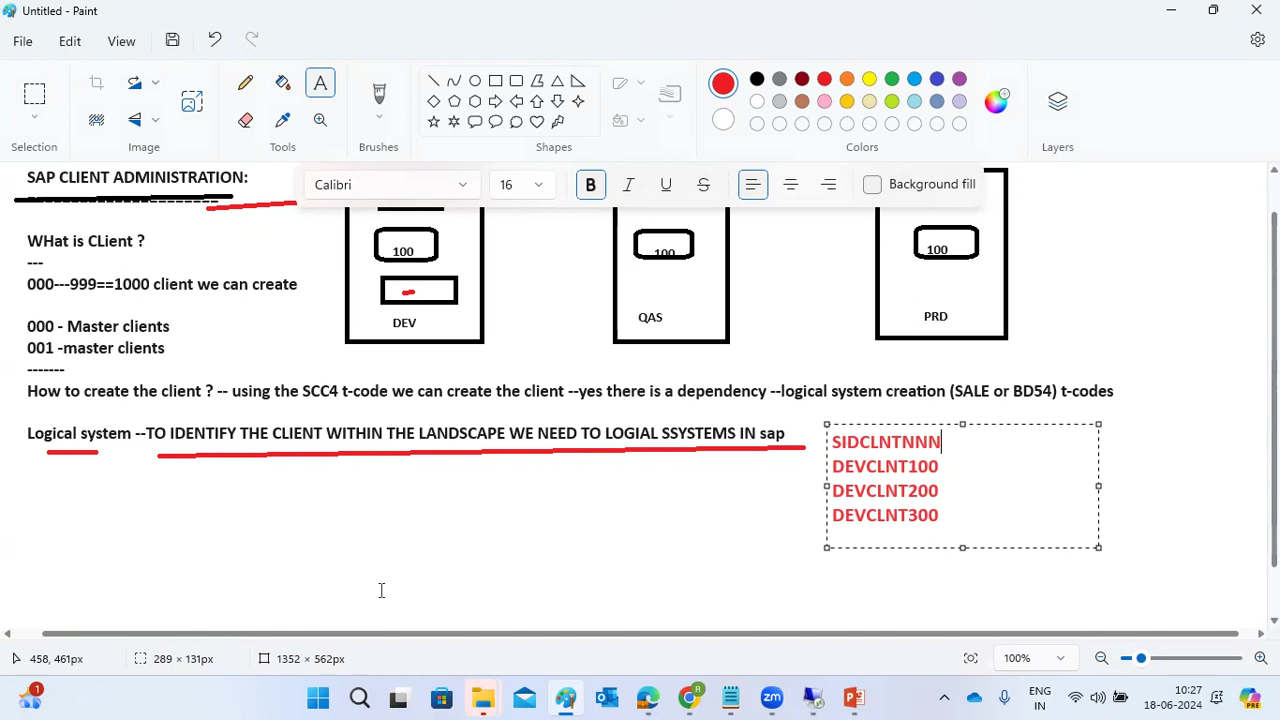 Untitled - Paint
File
Edit
View
Selection
Image
Tools
Brushes
Shapes
Colors
Layers
Calibri
16
B
I
U
S
Background fill
SAP CLIENT ADMINISTRATION:
------------------------
WHat is CLient ?
---
000---999==1000 client we can create
000 - Master clients
001 -master clients
-------
100
DEV
100
QAS
100
PRD
How to create the client ? -- using the SCC4 t-code we can create the client --yes there is a dependency --logical system creation (SALE or BD54) t-codes
Logical system --TO IDENTIFY THE CLIENT WITHIN THE LANDSCAPE WE NEED TO LOGIAL SSYSTEMS IN sap
SIDCLNTNNN
DEVCLNT100
DEVCLNT200
DEVCLNT300
458, 461px
289 × 131px
1352 × 562px
100%
1
R
zm
ENG
IN
10:27
18-06-2024
PRE